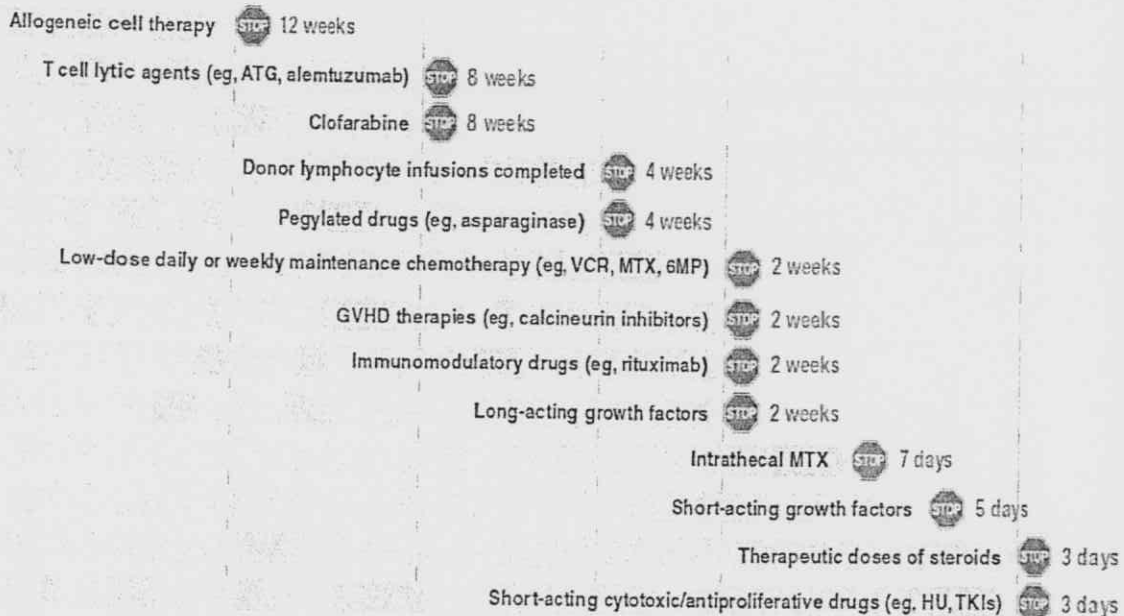 Allogeneic cell therapy STOP 12 weeks
T cell lytic agents (eg, ATG, alemtuzumab) STOP 8 weeks
Clofarabine STOP 8 weeks
Donor lymphocyte infusions completed STOP 4 weeks
Pegylated drugs (eg, asparaginase) STOP 4 weeks
Low-dose daily or weekly maintenance chemotherapy (eg, VCR, MTX, 6MP) STOP 2 weeks
GVHD therapies (eg, calcineurin inhibitors) STOP 2 weeks
Immunomodulatory drugs (eg, rituximab) STOP 2 weeks
Long-acting growth factors STOP 2 weeks
Intrathecal MTX STOP 7 days
Short-acting growth factors STOP 5 days
Therapeutic doses of steroids STOP 3 days
Short-acting cytotoxic/antiproliferative drugs (eg, HU, TKIs) STOP 3 days